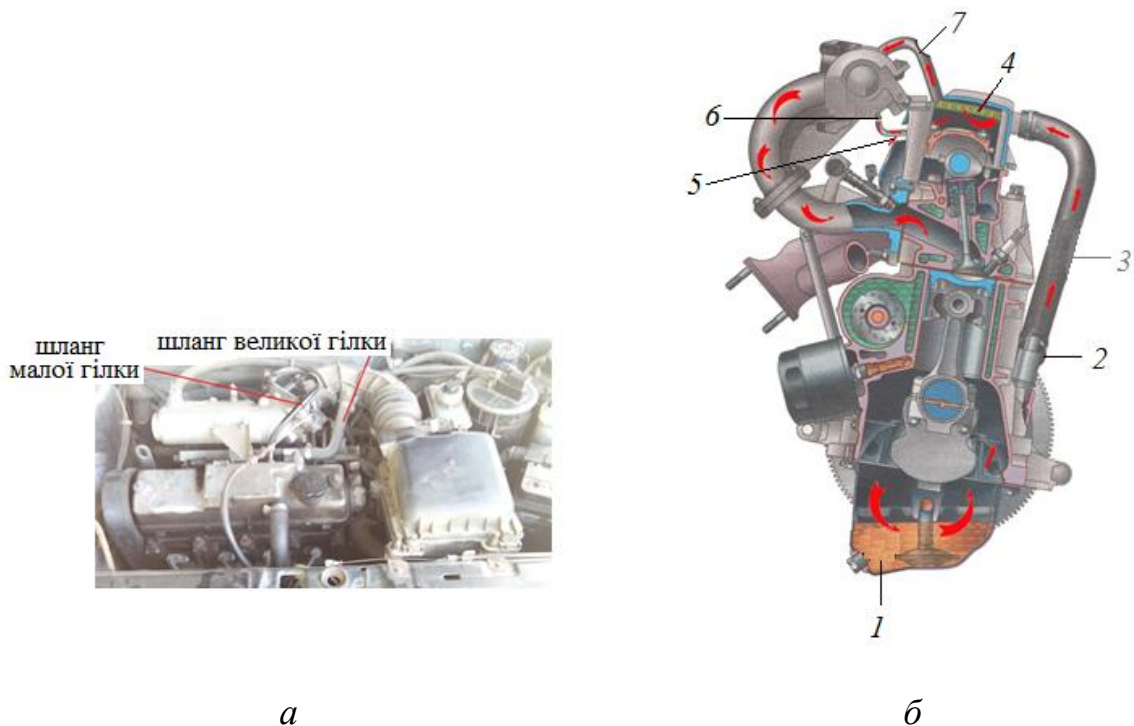 шланг
малої гілки
шланг великої гілки
а
7
4
6
5
3
2
1
б